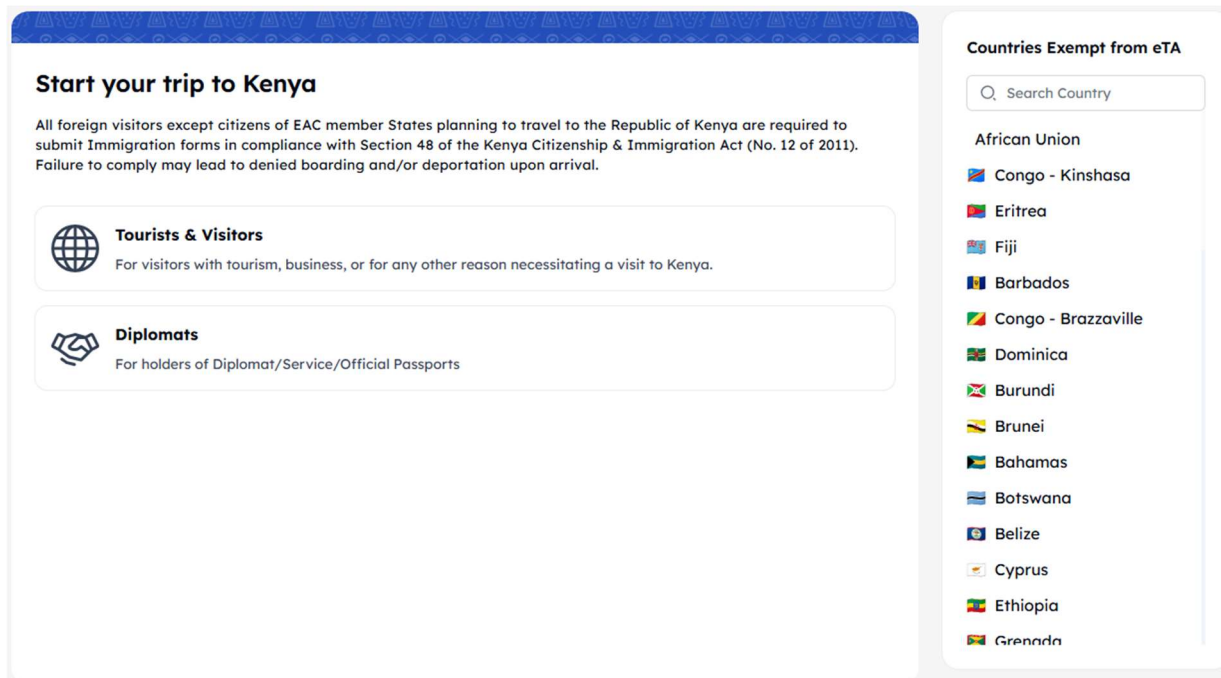 Start your trip to Kenya
All foreign visitors except citizens of EAC member States planning to travel to the Republic of Kenya are required to
submit Immigration forms in compliance with Section 48 of the Kenya Citizenship & Immigration Act (No. 12 of 2011).
Failure to comply may lead to denied boarding and/or deportation upon arrival.
Tourists & Visitors
For visitors with tourism, business, or for any other reason necessitating a visit to Kenya.
Diplomats
For holders of Diplomat/Service/Official Passports
Countries Exempt from eTA
Search Country
African Union
Congo - Kinshasa
Eritrea
Fiji
Barbados
Congo - Brazzaville
Dominica
Burundi
Brunei
Bahamas
Botswana
Belize
Cyprus
Ethiopia
Grenada